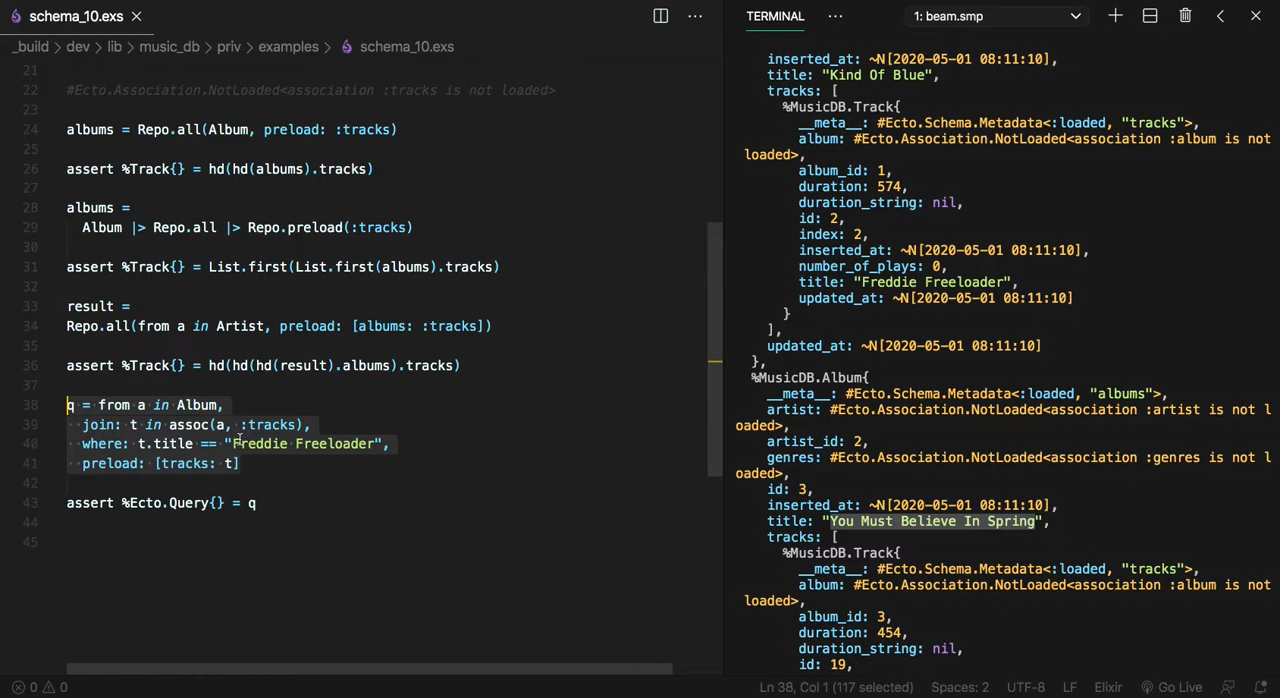 schema_10.exs
_build > dev > lib > music_db > priv > examples > schema_10.exs
21
22 #Ecto.Association.NotLoaded<association :tracks is not loaded>
23
24 albums = Repo.all(Album, preload: :tracks)
25
26 assert %Track{} = hd(hd(albums).tracks)
27
28 albums =
29 Album |> Repo.all |> Repo.preload(:tracks)
30
31 assert %Track{} = List.first(List.first(albums).tracks)
32
33 result =
34 Repo.all(from a in Artist, preload: [albums: :tracks])
35
36 assert %Track{} = hd(hd(hd(result).albums).tracks)
37
38 q = from a in Album,
39 join: t in assoc(a, :tracks),
40 where: t.title == "Freddie Freeloader",
41 preload: [tracks: t]
42
43 assert %Ecto.Query{} = q
44
45
TERMINAL ··· 1: beam.smp
inserted_at: ~N[2020-05-01 08:11:10],
title: "Kind Of Blue",
tracks: [
%MusicDB.Track{
__meta__: #Ecto.Schema.Metadata<:loaded, "tracks">,
album: #Ecto.Association.NotLoaded<association :album is not
loaded>,
album_id: 1,
duration: 574,
duration_string: nil,
id: 2,
index: 2,
inserted_at: ~N[2020-05-01 08:11:10],
number_of_plays: 0,
title: "Freddie Freeloader",
updated_at: ~N[2020-05-01 08:11:10]
}
],
updated_at: ~N[2020-05-01 08:11:10]
},
%MusicDB.Album{
__meta__: #Ecto.Schema.Metadata<:loaded, "albums">,
artist: #Ecto.Association.NotLoaded<association :artist is not l
oaded>,
artist_id: 2,
genres: #Ecto.Association.NotLoaded<association :genres is not l
oaded>,
id: 3,
inserted_at: ~N[2020-05-01 08:11:10],
title: "You Must Believe In Spring",
tracks: [
%MusicDB.Track{
__meta__: #Ecto.Schema.Metadata<:loaded, "tracks">,
album: #Ecto.Association.NotLoaded<association :album is not
loaded>,
album_id: 3,
duration: 454,
duration_string: nil,
id: 19,
0 0 Ln 38, Col 1 (117 selected) Spaces: 2 UTF-8 LF Elixir Go Live